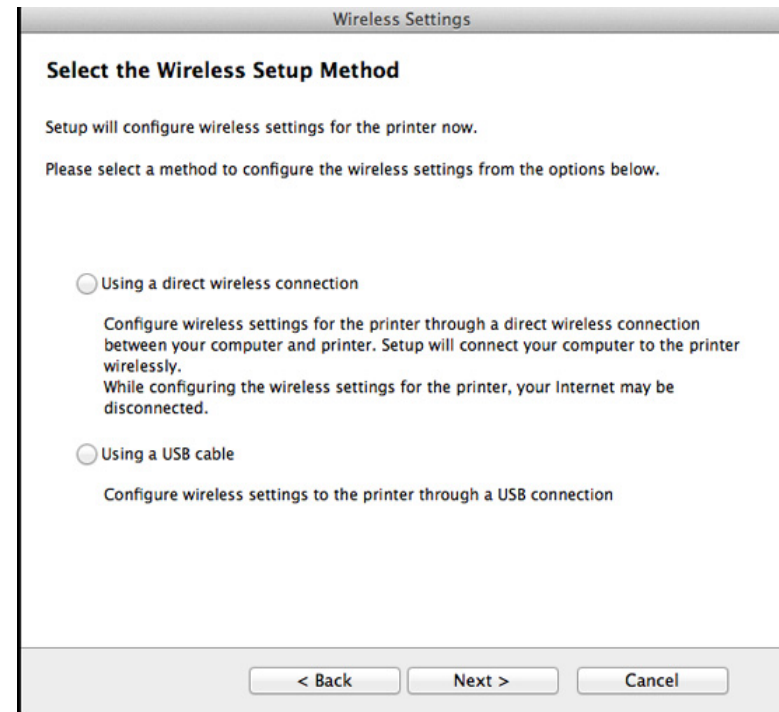 Wireless Settings
Select the Wireless Setup Method
Setup will configure wireless settings for the printer now.
Please select a method to configure the wireless settings from the options below.
Using a direct wireless connection
Configure wireless settings for the printer through a direct wireless connection
between your computer and printer. Setup will connect your computer to the printer
wirelessly.
While configuring the wireless settings for the printer, your Internet may be
disconnected.
Using a USB cable
Configure wireless settings to the printer through a USB connection
< Back
Next >
Cancel